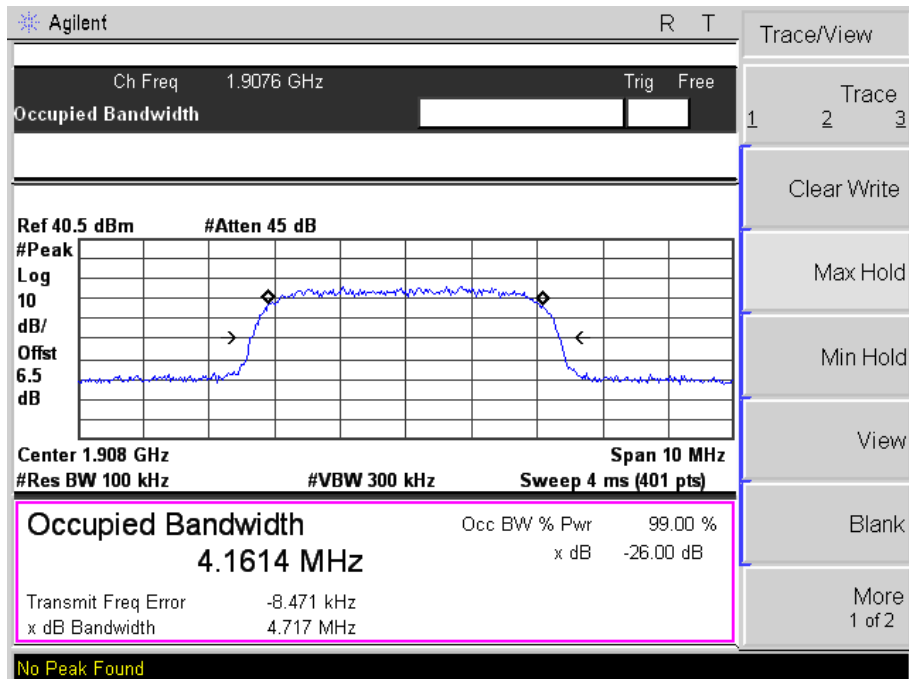 Agilent R T
Ch Freq 1.9076 GHz Trig Free
Occupied Bandwidth
Ref 40.5 dBm #Atten 45 dB
#Peak
Log
10
dB/
Offst
6.5
dB
Center 1.908 GHz Span 10 MHz
#Res BW 100 kHz #VBW 300 kHz Sweep 4 ms (401 pts)
Occupied Bandwidth Occ BW % Pwr 99.00 %
4.1614 MHz x dB -26.00 dB
Transmit Freq Error -8.471 kHz
x dB Bandwidth 4.717 MHz
No Peak Found
Trace/View
Trace
1 2 3
Clear Write
Max Hold
Min Hold
View
Blank
More
1 of 2